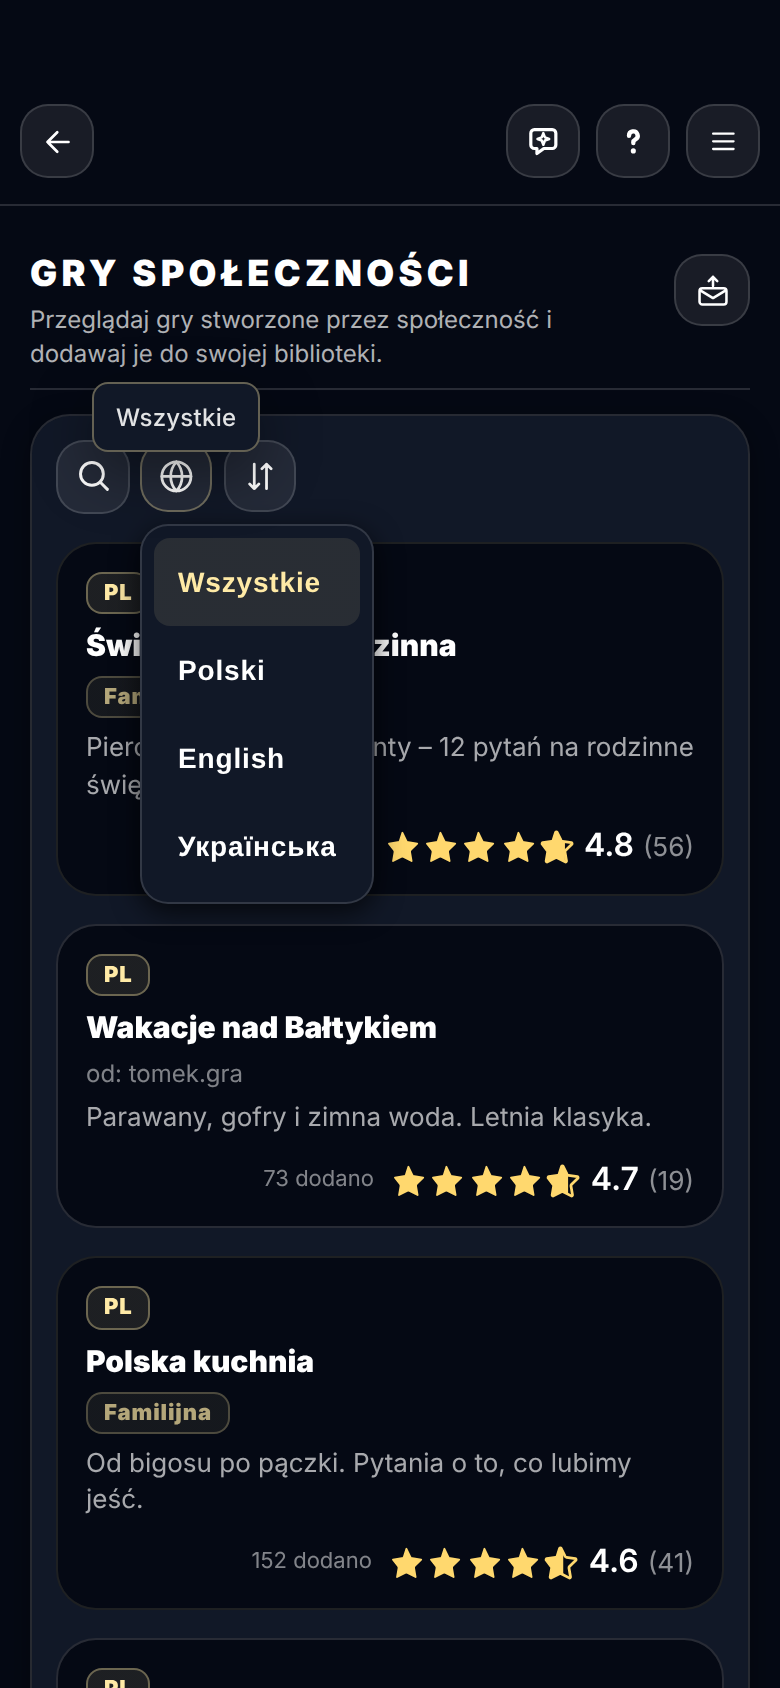 GRY SPOŁECZNOŚCI
Przeglądaj gry stworzone przez społeczność i
dodawaj je do swojej biblioteki.
Wszystkie
Wszystkie
Polski
English
Українська
PL
– 12 pytań na rodzinne
4.8 (56)
PL
Wakacje nad Bałtykiem
od: tomek.gra
Parawany, gofry i zimna woda. Letnia klasyka.
73 dodano 4.7 (19)
PL
Polska kuchnia
Familijna
Od bigosu po pączki. Pytania o to, co lubimy
jeść.
152 dodano 4.6 (41)
PL